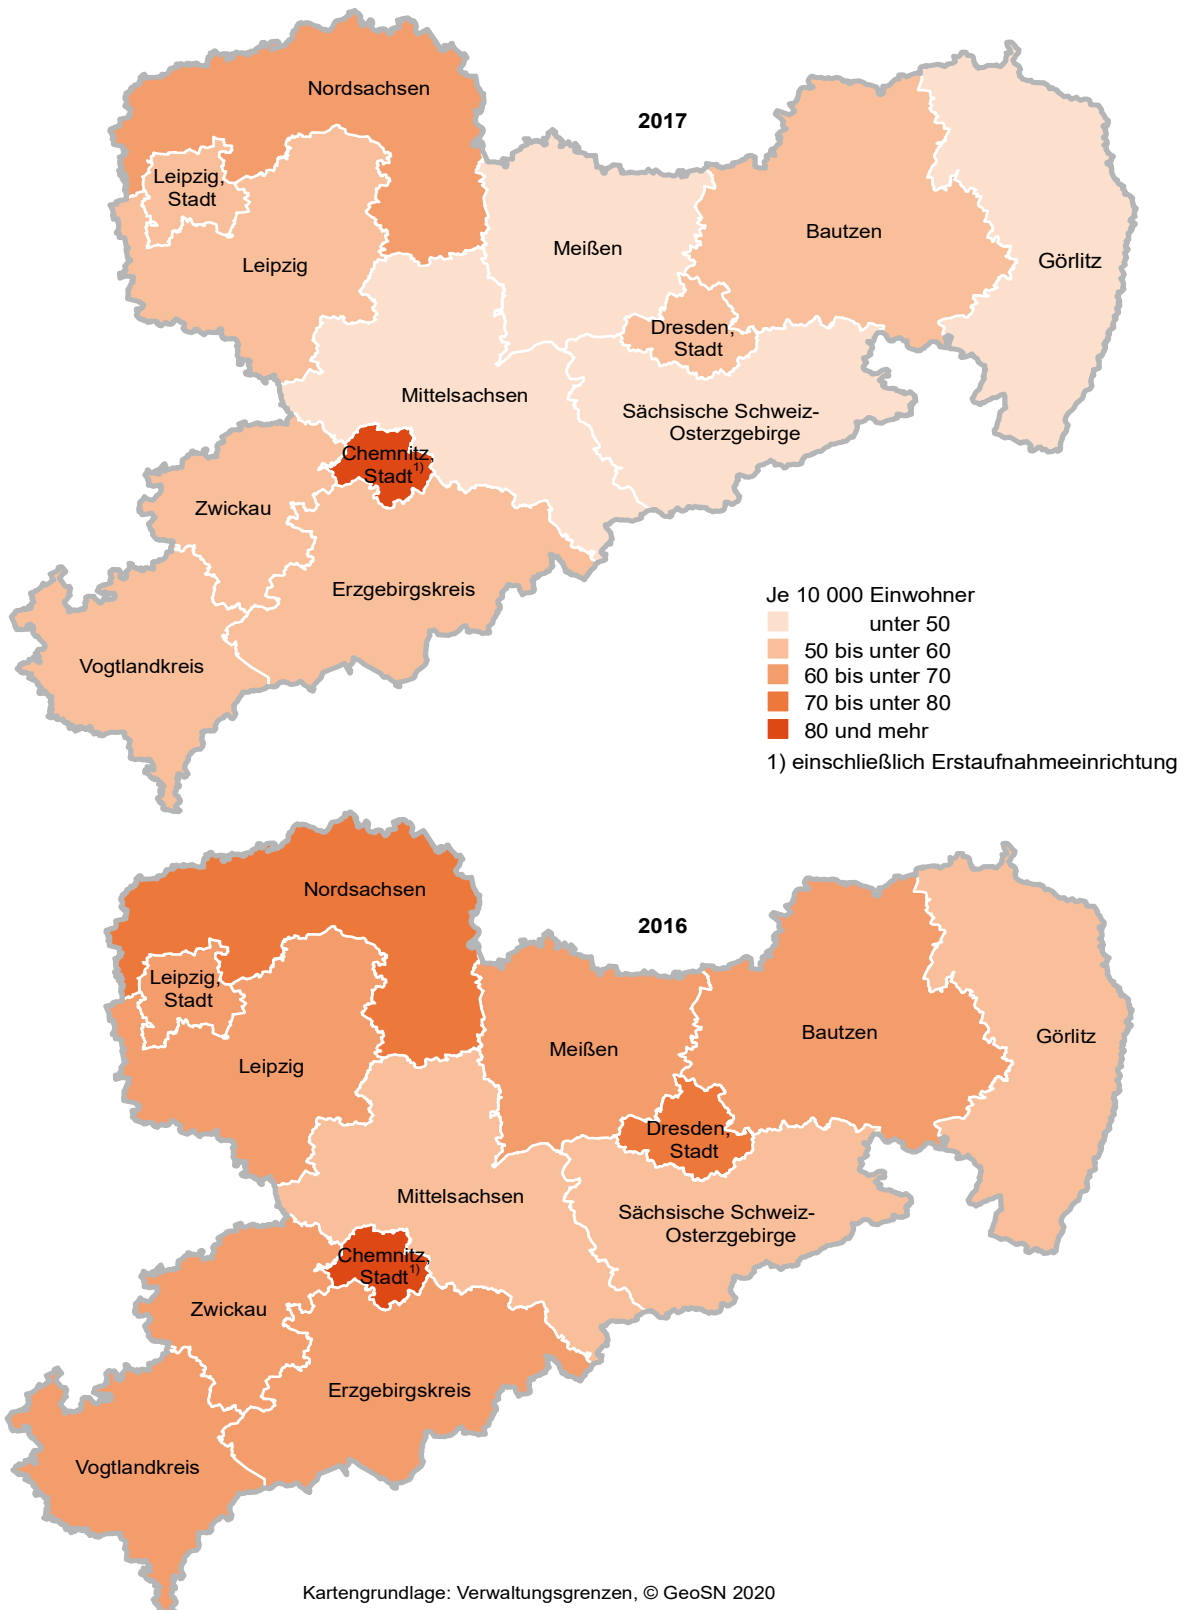 Nordsachsen
2017
Leipzig,
Stadt
Bautzen
Meißen
Görlitz
Leipzig
Dresden,
Stadt
Mittelsachsen
Sächsische Schweiz-
Osterzgebirge
Chemnitz,
Stadt1)
Zwickau
Erzgebirgskreis
Vogtlandkreis
Je 10 000 Einwohner
unter 50
50 bis unter 60
60 bis unter 70
70 bis unter 80
80 und mehr
1) einschließlich Erstaufnahmeeinrichtung
Nordsachsen
2016
Leipzig,
Stadt
Bautzen
Meißen
Görlitz
Leipzig
Dresden,
Stadt
Mittelsachsen
Sächsische Schweiz-
Osterzgebirge
Chemnitz,
Stadt1)
Zwickau
Erzgebirgskreis
Vogtlandkreis
Kartengrundlage: Verwaltungsgrenzen, © GeoSN 2020